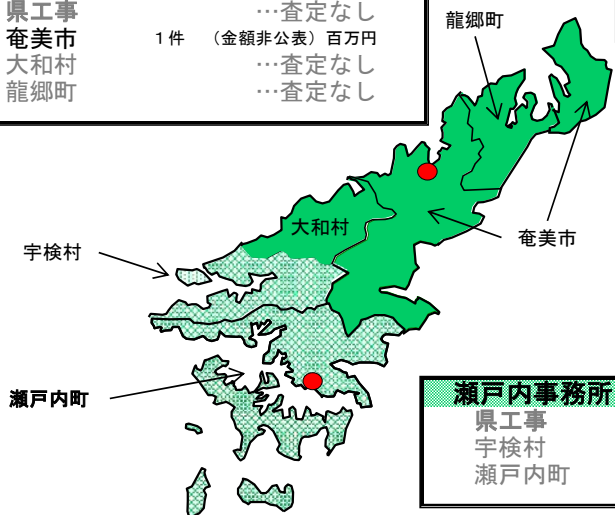 県工事 …査定なし
奄美市 1件 （金額非公表）百万円
大和村 …査定なし
龍郷町 …査定なし
龍郷町
大和村
奄美市
宇検村
瀬戸内町
瀬戸内事務所
県工事
宇検村
瀬戸内町